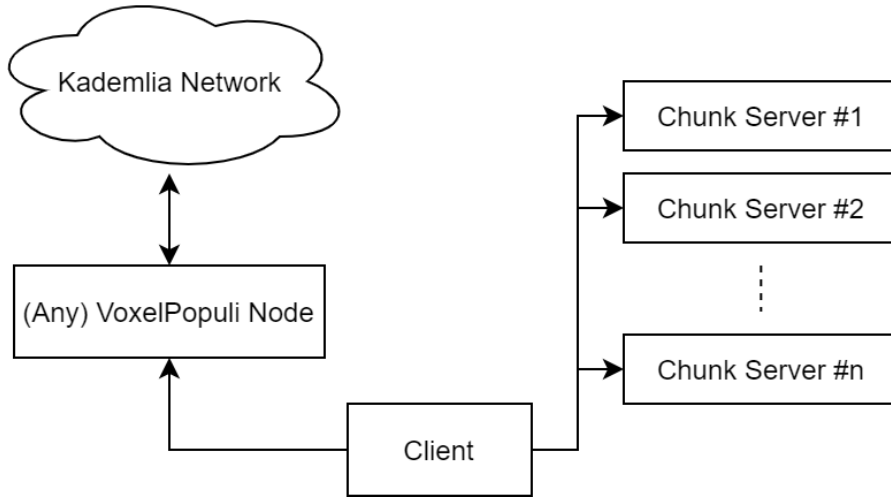 Kademlia Network
Chunk Server #1
Chunk Server #2
(Any) VoxelPopuli Node
Chunk Server #n
Client